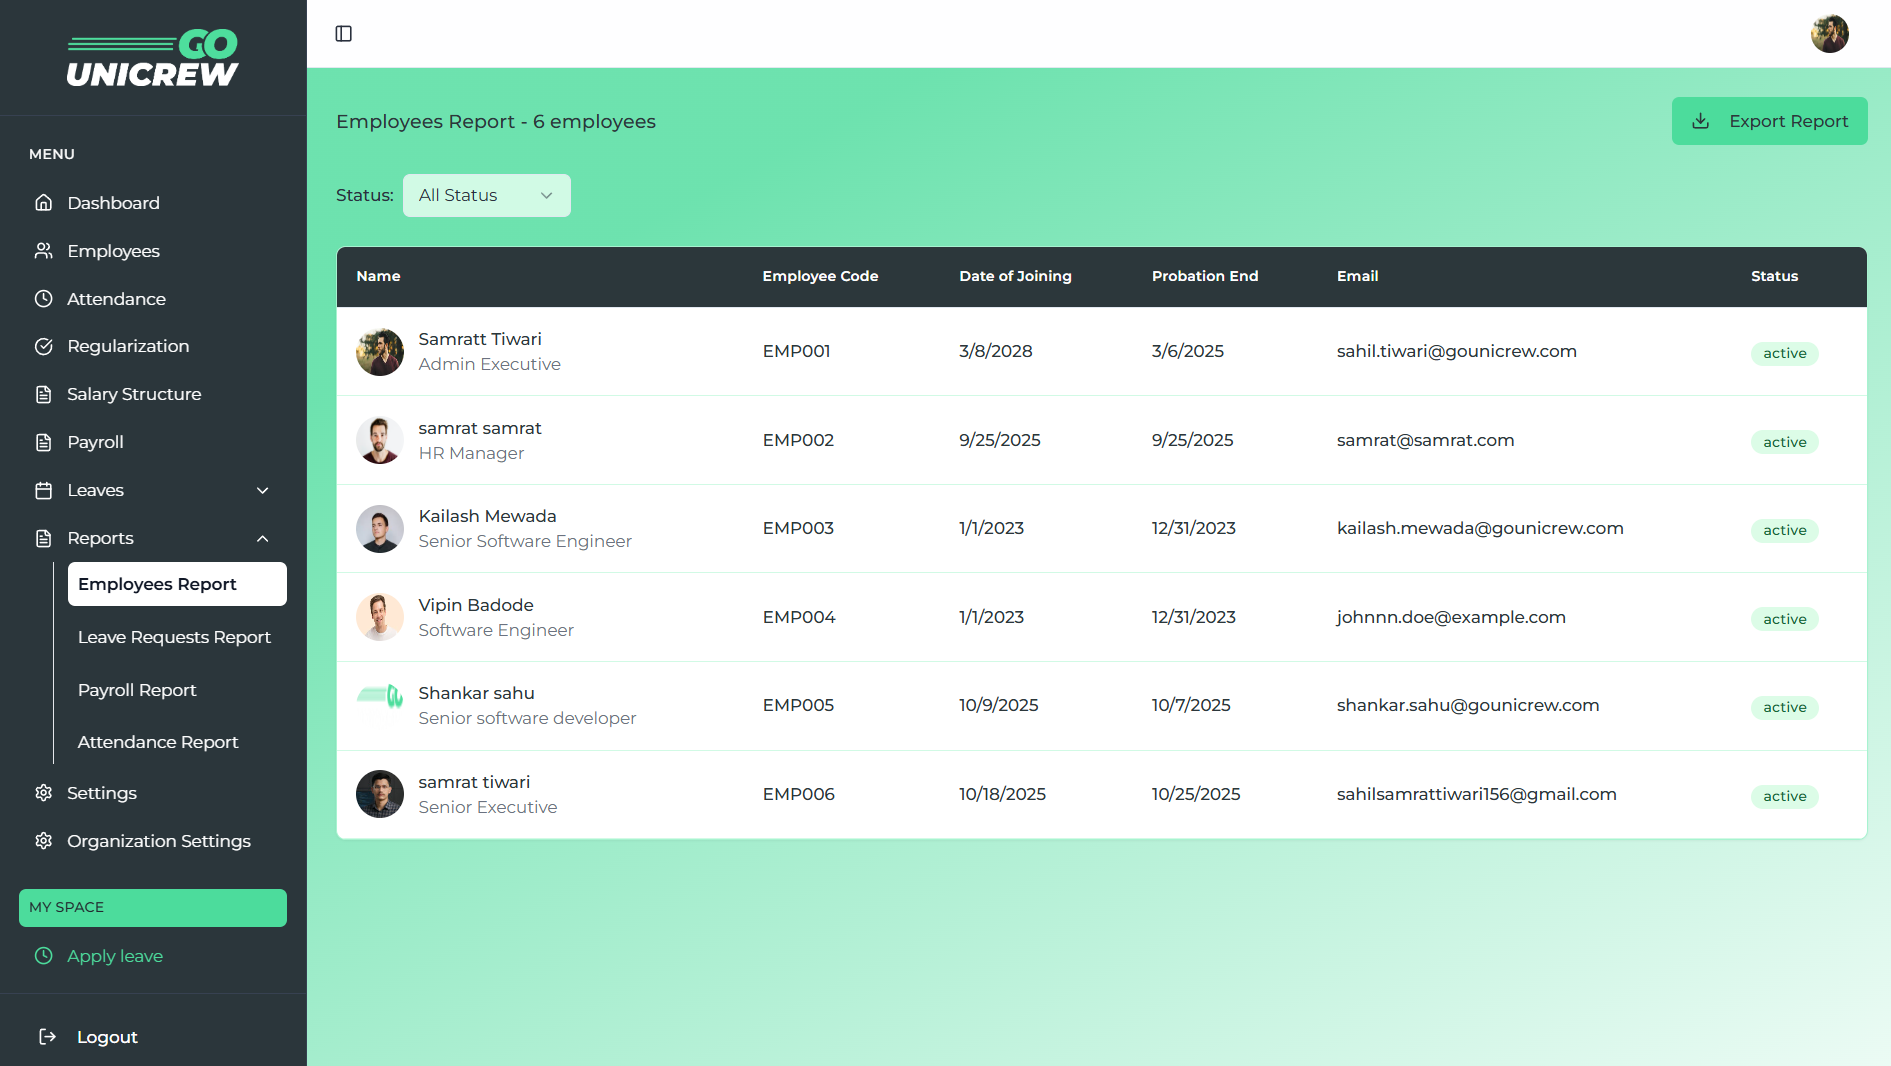 GO
UNICREW
MENU
Dashboard
Employees
Attendance
Regularization
Salary Structure
Payroll
Leaves
Reports
Employees Report
Leave Requests Report
Payroll Report
Attendance Report
Settings
Organization Settings
MY SPACE
Apply leave
Logout
Employees Report - 6 employees
Export Report
Status: All Status
Name Employee Code Date of Joining Probation End Email Status
Samratt Tiwari
Admin Executive
EMP001 3/8/2028 3/6/2025 sahil.tiwari@gounicrew.com active
samrat samrat
HR Manager
EMP002 9/25/2025 9/25/2025 samrat@samrat.com active
Kailash Mewada
Senior Software Engineer
EMP003 1/1/2023 12/31/2023 kailash.mewada@gounicrew.com active
Vipin Badode
Software Engineer
EMP004 1/1/2023 12/31/2023 johnnn.doe@example.com active
Shankar sahu
Senior software developer
EMP005 10/9/2025 10/7/2025 shankar.sahu@gounicrew.com active
samrat tiwari
Senior Executive
EMP006 10/18/2025 10/25/2025 sahilsamrattiwari156@gmail.com active